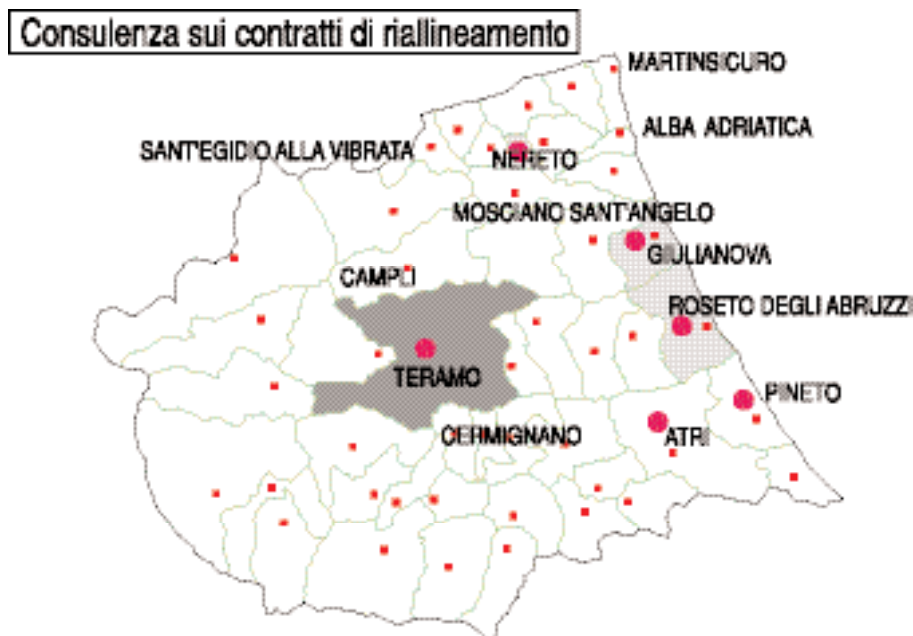 Consulenza sui contratti di riallineamento
MARTINSICURO
ALBA ADRIATICA
SANT'EGIDIO ALLA VIBRATA
NERETO
MOSCIANO SANT'ANGELO
GIULIANOVA
CAMPLI
ROSETO DEGLI ABRUZZI
TERAMO
PINETO
CERMIGNANO
ATRI